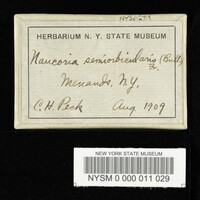 HERBARIUM N. Y. STATE MUSEUM
Naucoria semiorbicularis (Bull.)
Fr.
Menands, N.Y.
C. H. Peck Aug 1909
NEW YORK STATE MUSEUM
NYSM 0 000 011 029